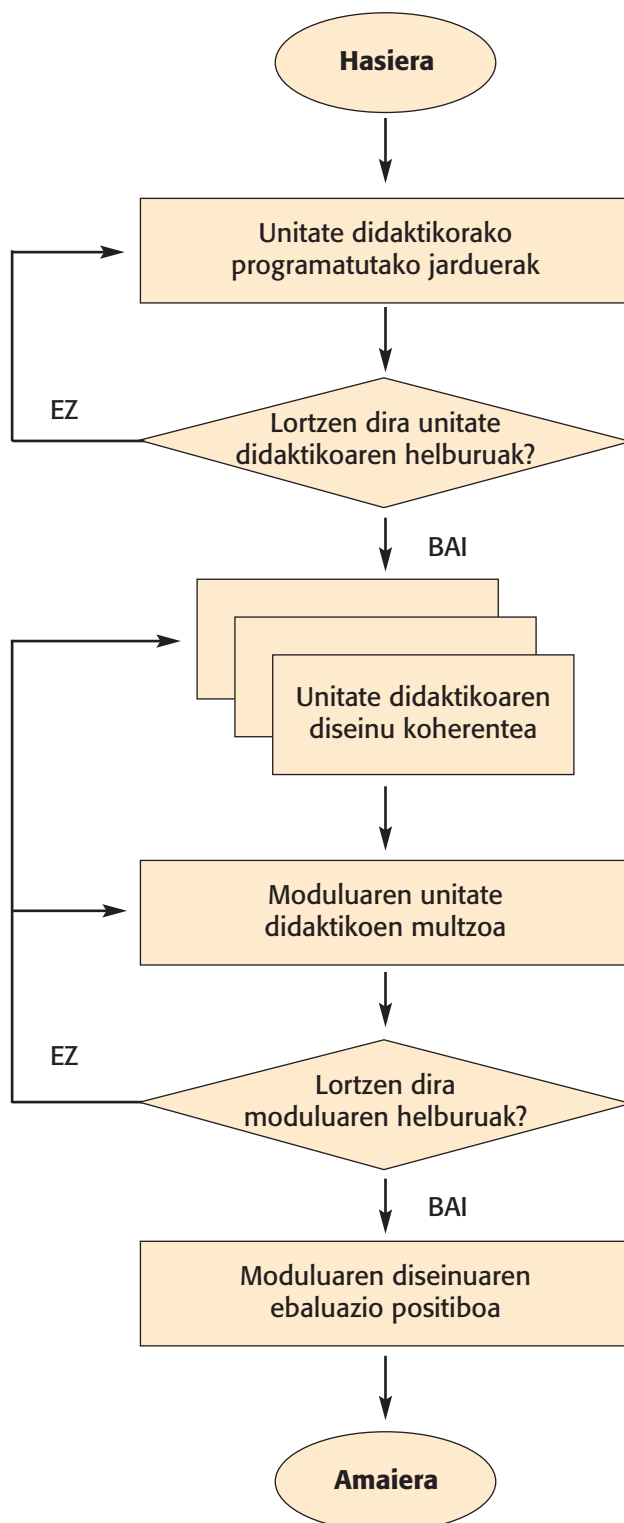 Hasiera
Unitate didaktikorako
programatutako jarduerak
EZ
Lortzen dira unitate
didaktikoaren helburuak?
BAI
Unitate didaktikoaren
diseinu koherentea
Moduluaren unitate
didaktikoen multzoa
EZ
Lortzen dira
moduluaren helburuak?
BAI
Moduluaren diseinuaren
ebaluazio positiboa
Amaiera